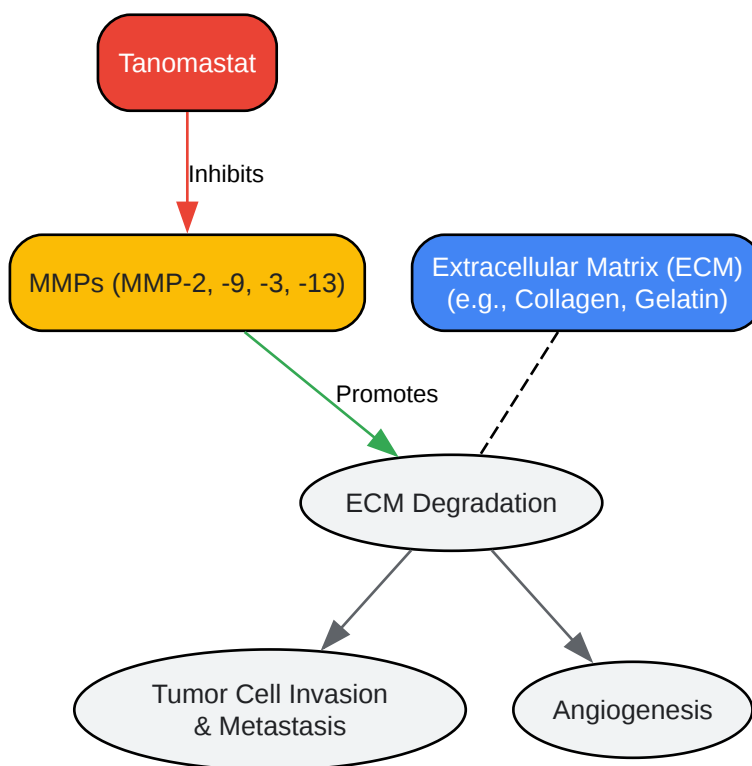 Tanomastat
Inhibits
MMPs (MMP-2, -9, -3, -13)
Extracellular Matrix (ECM)
(e.g., Collagen, Gelatin)
Promotes
ECM Degradation
Tumor Cell Invasion
& Metastasis
Angiogenesis